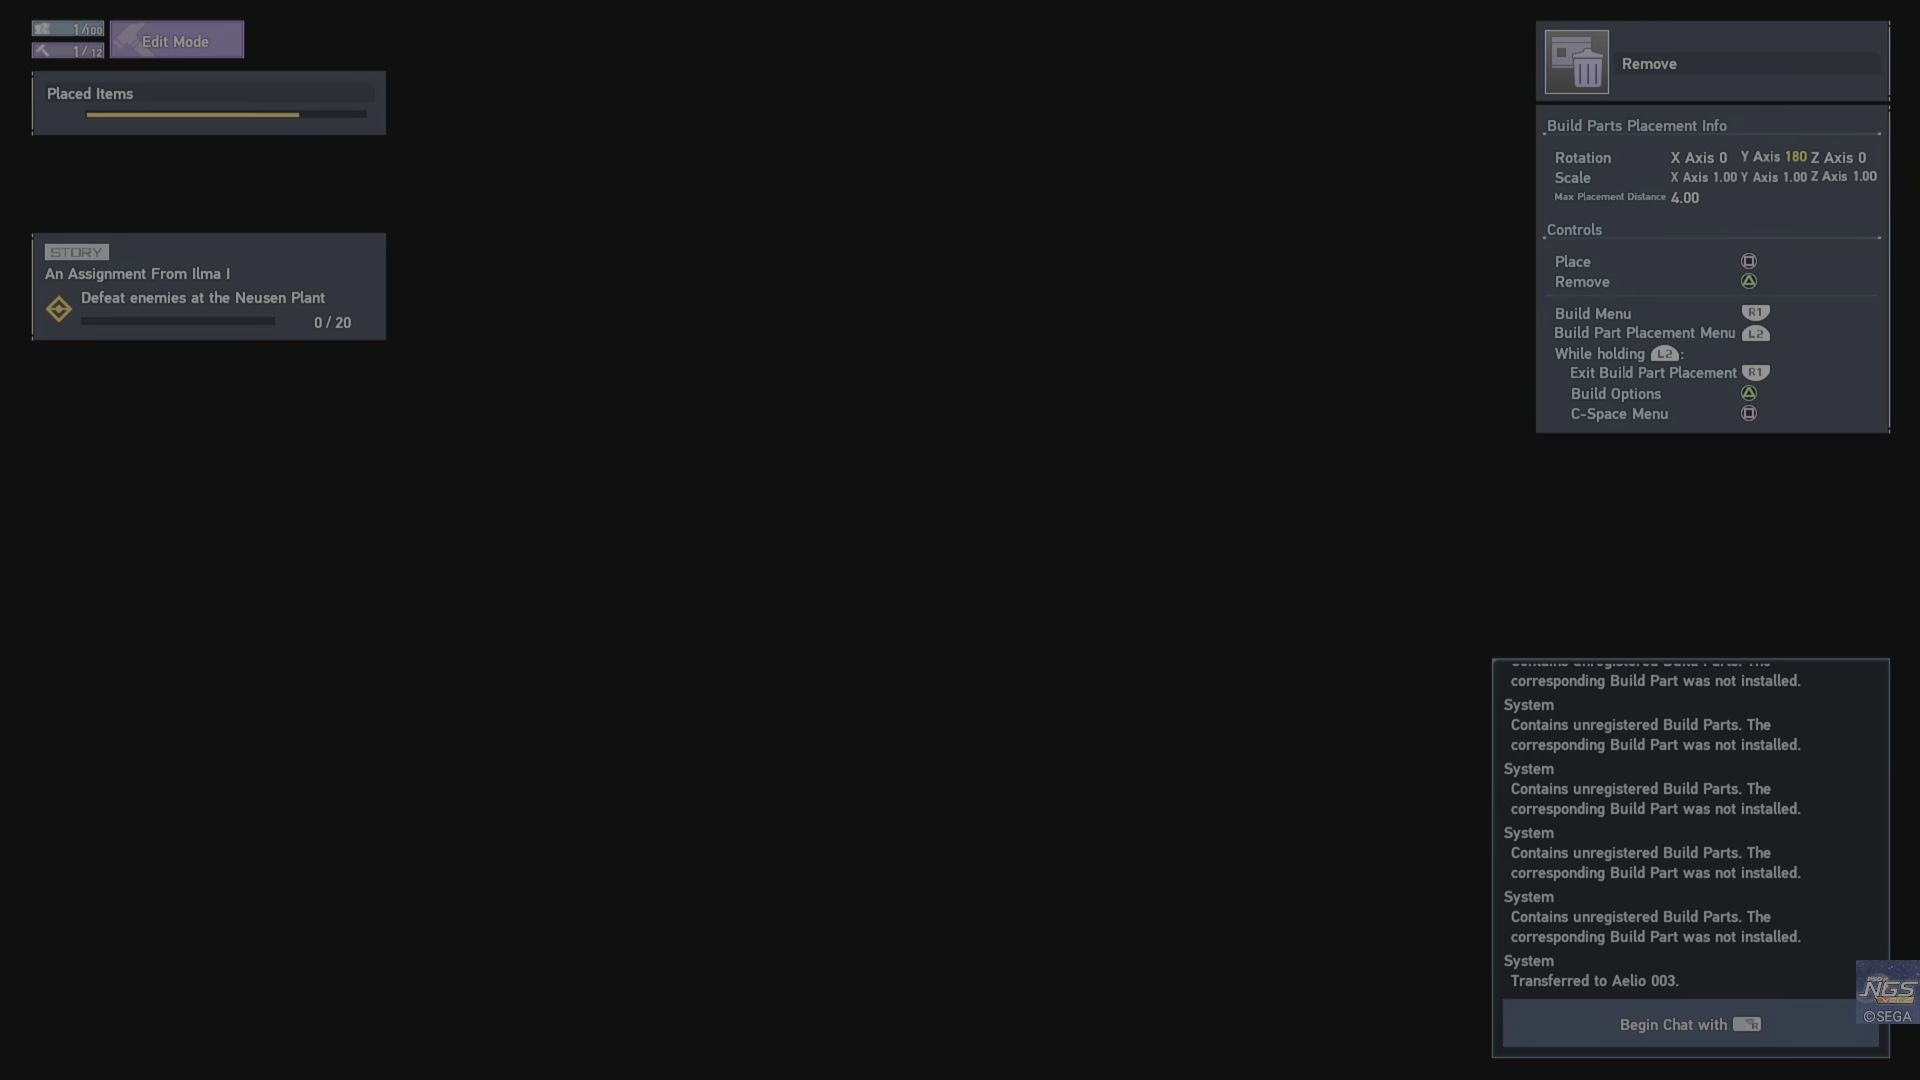 1/100
1/12
Edit Mode
Placed Items
STORY
An Assignment From Ilma I
Defeat enemies at the Neusen Plant
0 / 20
Remove
Build Parts Placement Info
Rotation X Axis 0 Y Axis 180 Z Axis 0
Scale X Axis 1.00 Y Axis 1.00 Z Axis 1.00
Max Placement Distance 4.00
Controls
Place
Remove
Build Menu R1
Build Part Placement Menu L2
While holding L2 :
Exit Build Part Placement R1
Build Options
C-Space Menu
Contains unregistered Build Parts. The
corresponding Build Part was not installed.
System
Contains unregistered Build Parts. The
corresponding Build Part was not installed.
System
Contains unregistered Build Parts. The
corresponding Build Part was not installed.
System
Contains unregistered Build Parts. The
corresponding Build Part was not installed.
System
Contains unregistered Build Parts. The
corresponding Build Part was not installed.
System
Transferred to Aelio 003.
Begin Chat with R
NGS
©SEGA